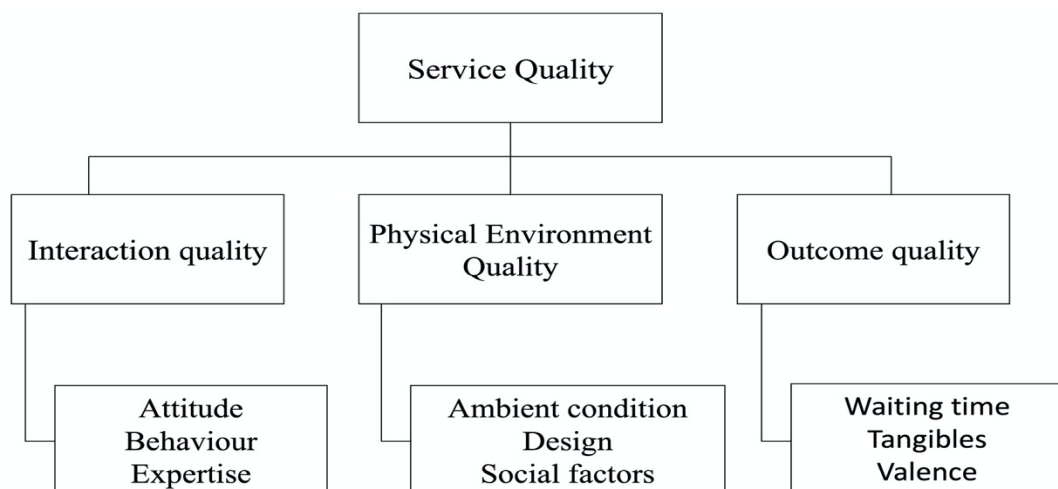 Service Quality
Interaction quality
Physical Environment
Quality
Outcome quality
Attitude
Behaviour
Expertise
Ambient condition
Design
Social factors
Waiting time
Tangibles
Valence